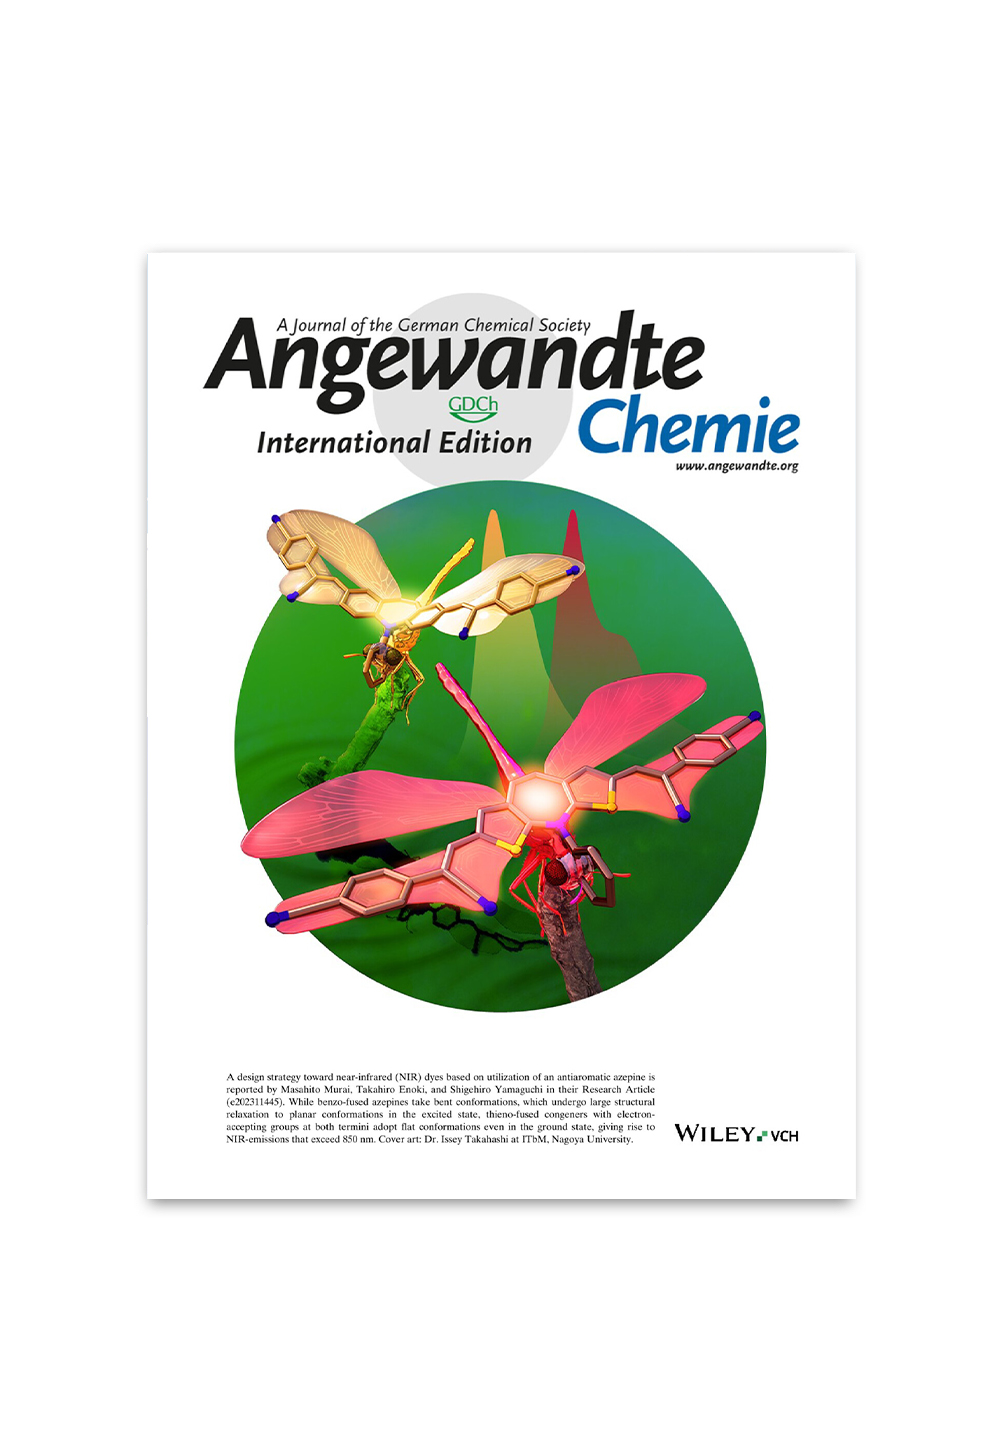 A Journal of the German Chemical Society
Angewandte
GDCh
International Edition
Chemie
www.angewandte.org
A design strategy toward near-infrared (NIR) dyes based on utilization of an antiaromatic azepine is
reported by Masahito Murai, Takahiro Enoki, and Shigehiro Yamaguchi in their Research Article
(e202311445). While benzo-fused azepines take bent conformations, which undergo large structural
relaxation to planar conformations in the excited state, thieno-fused congeners with electron-
accepting groups at both termini adopt flat conformations even in the ground state, giving rise to
NIR-emissions that exceed 850 nm. Cover art: Dr. Issey Takahashi at ITbM, Nagoya University.
WILEY-VCH